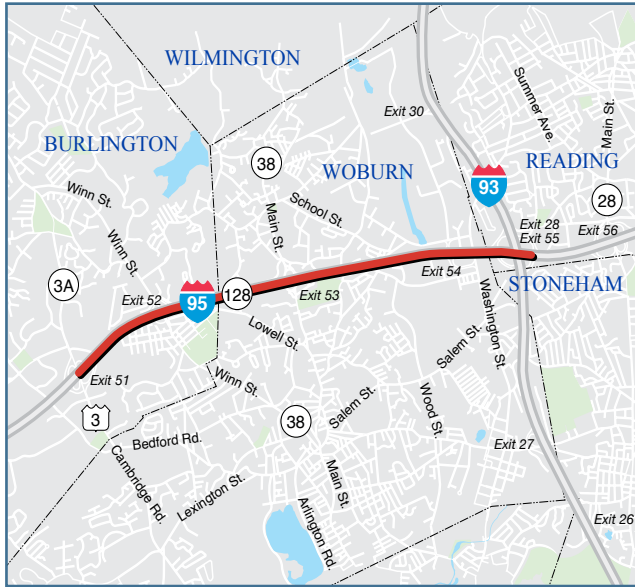 WILMINGTON
Exit 30
Summer Ave.
Main St.
BURLINGTON
38
WOBURN
READING
93
28
Winn St.
School St.
Main St.
Exit 28
Exit 55
Exit 56
Winn St.
3A
Exit 52
95
128
Exit 53
Exit 54
STONEHAM
Washington St.
Lowell St.
Salem St.
Exit 51
Winn St.
3
38
Salem St.
Wood St.
Bedford Rd.
Exit 27
Cambridge Rd.
Lexington St.
Main St.
Arlington Rd.
Exit 26